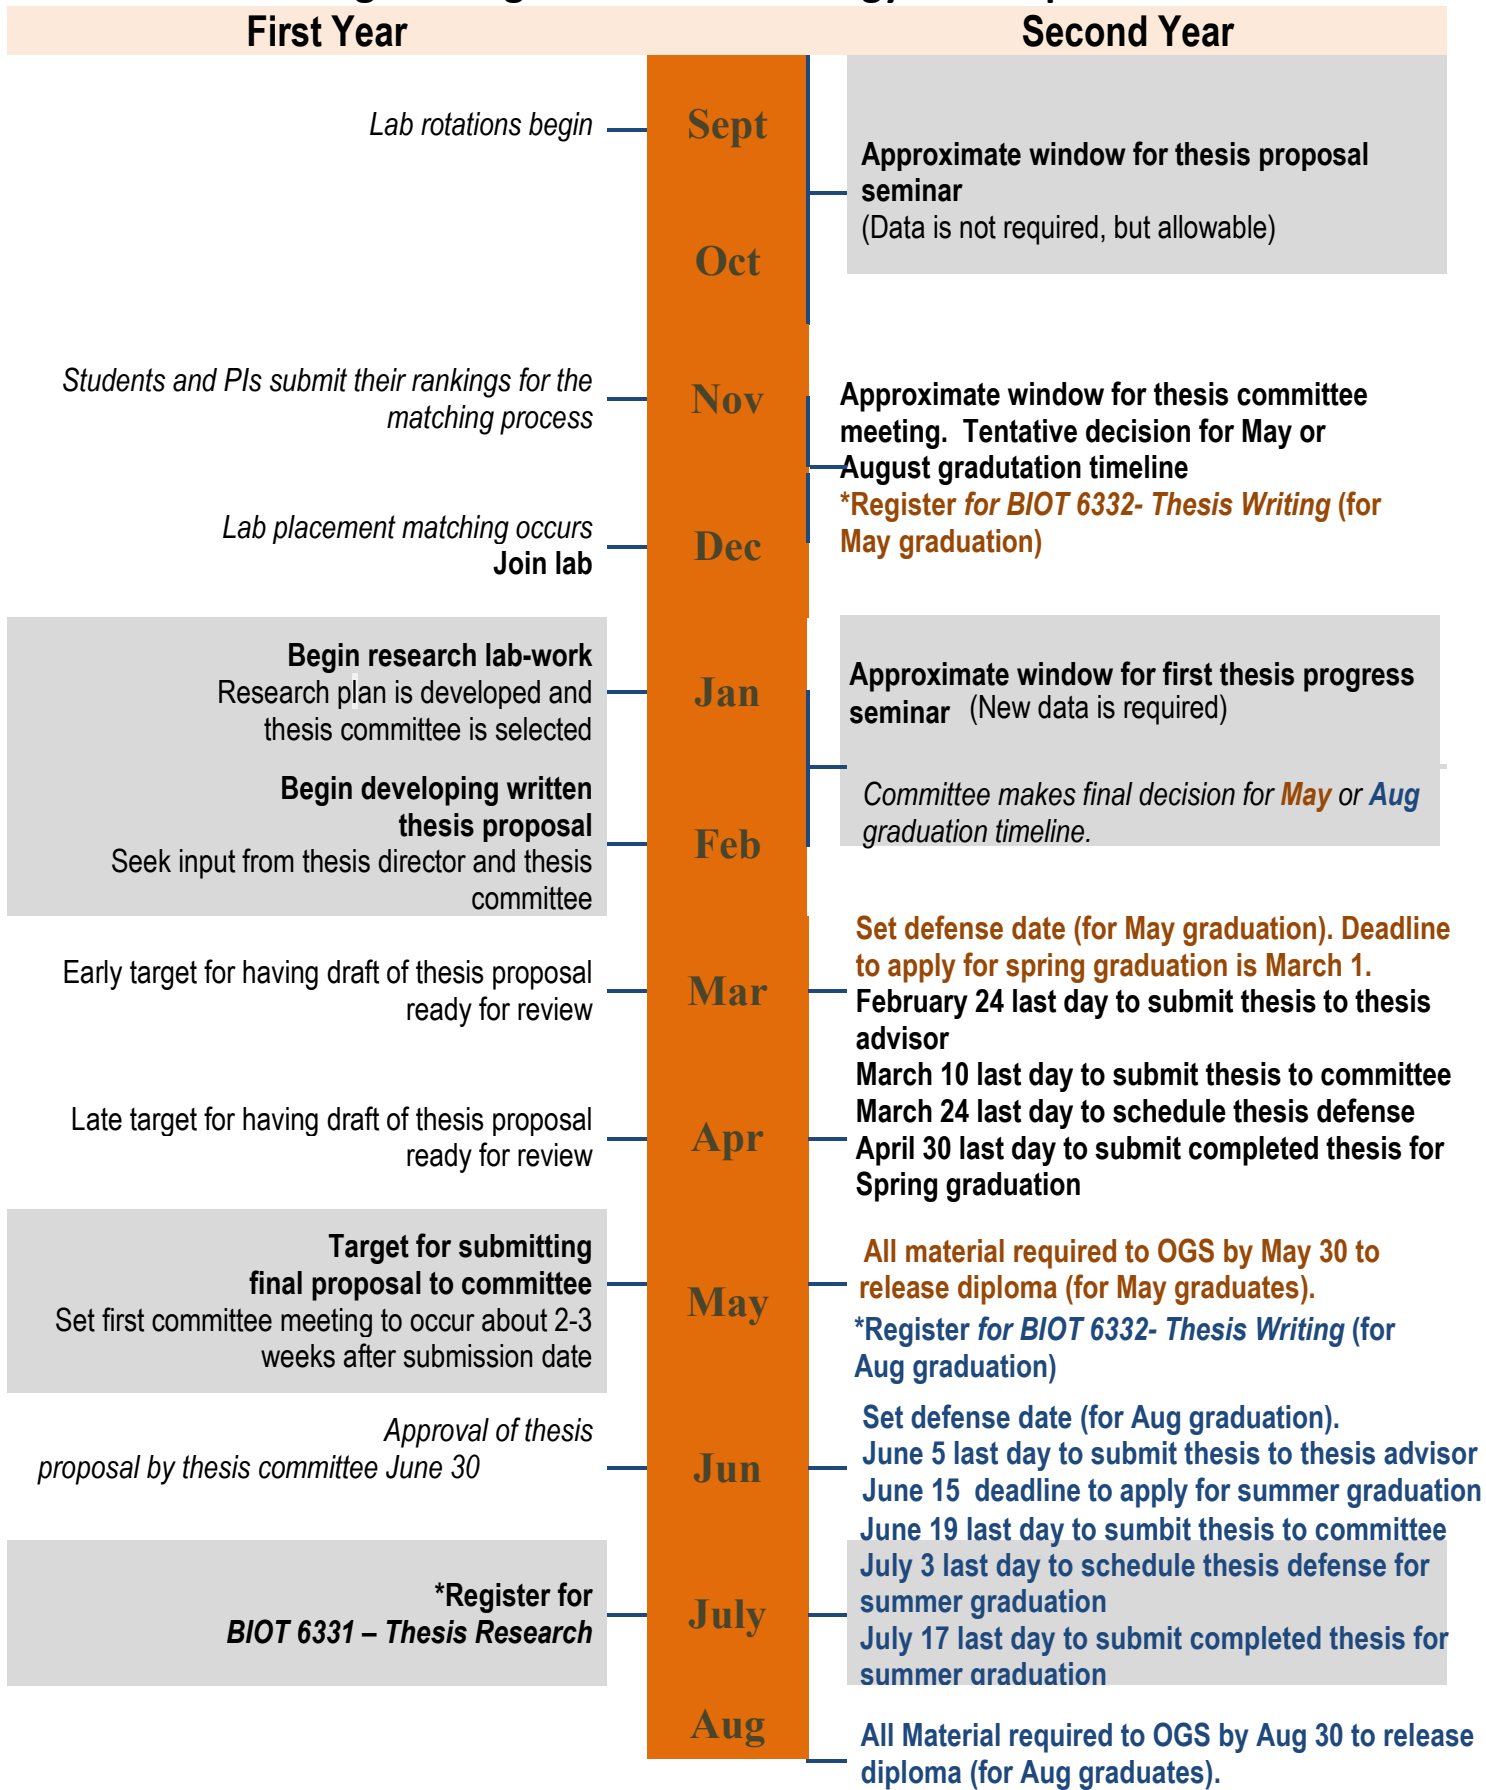 First Year
Second Year
Lab rotations begin
Sept
Approximate window for thesis proposal
seminar
(Data is not required, but allowable)
Oct
Students and PIs submit their rankings for the
matching process
Nov
Approximate window for thesis committee
meeting.  Tentative decision for May or
August gradutation timeline
*Register for BIOT 6332- Thesis Writing (for
May graduation)
Lab placement matching occurs
Join lab
Dec
Begin research lab-work
Research plan is developed and
thesis committee is selected
Jan
Approximate window for first thesis progress
seminar  (New data is required)
Begin developing written
thesis proposal
Seek input from thesis director and thesis
committee
Feb
Committee makes final decision for May or Aug
graduation timeline.
Early target for having draft of thesis proposal
ready for review
Mar
Set defense date (for May graduation). Deadline
to apply for spring graduation is March 1.
February 24 last day to submit thesis to thesis
advisor
March 10 last day to submit thesis to committee
March 24 last day to schedule thesis defense
April 30 last day to submit completed thesis for
Spring graduation
Late target for having draft of thesis proposal
ready for review
Apr
Target for submitting
final proposal to committee
Set first committee meeting to occur about 2-3
weeks after submission date
May
All material required to OGS by May 30 to
release diploma (for May graduates).
*Register for BIOT 6332- Thesis Writing (for
Aug graduation)
Approval of thesis
proposal by thesis committee June 30
Jun
Set defense date (for Aug graduation).
June 5 last day to submit thesis to thesis advisor
June 15  deadline to apply for summer graduation
June 19 last day to sumbit thesis to committee
July 3 last day to schedule thesis defense for
summer graduation
July 17 last day to submit completed thesis for
summer graduation
*Register for
BIOT 6331 – Thesis Research
July
Aug
All Material required to OGS by Aug 30 to release
diploma (for Aug graduates).